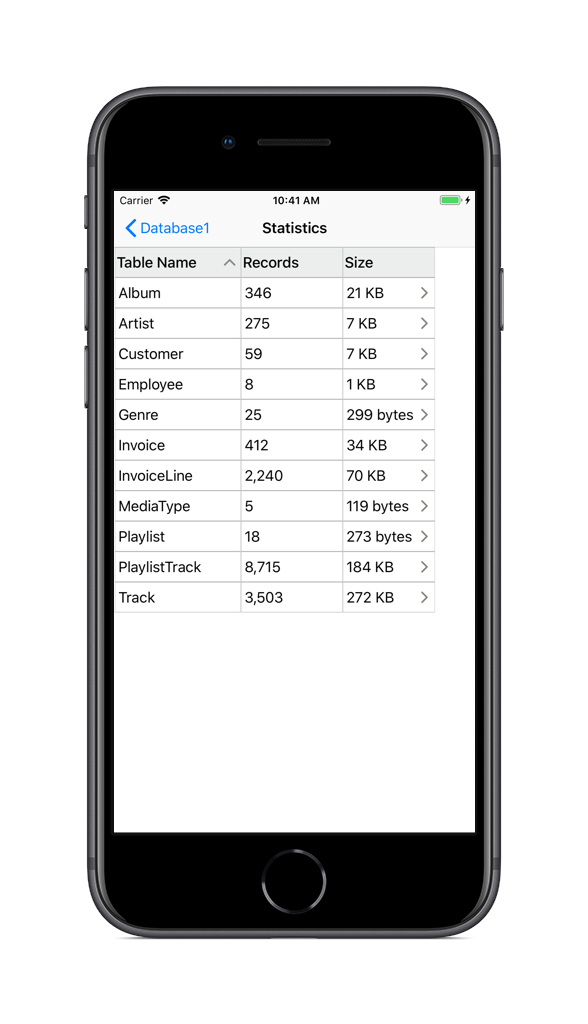 Carrier 10:41 AM
Database1 Statistics
Table Name Records Size
Album 346 21 KB
Artist 275 7 KB
Customer 59 7 KB
Employee 8 1 KB
Genre 25 299 bytes
Invoice 412 34 KB
InvoiceLine 2,240 70 KB
MediaType 5 119 bytes
Playlist 18 273 bytes
PlaylistTrack 8,715 184 KB
Track 3,503 272 KB